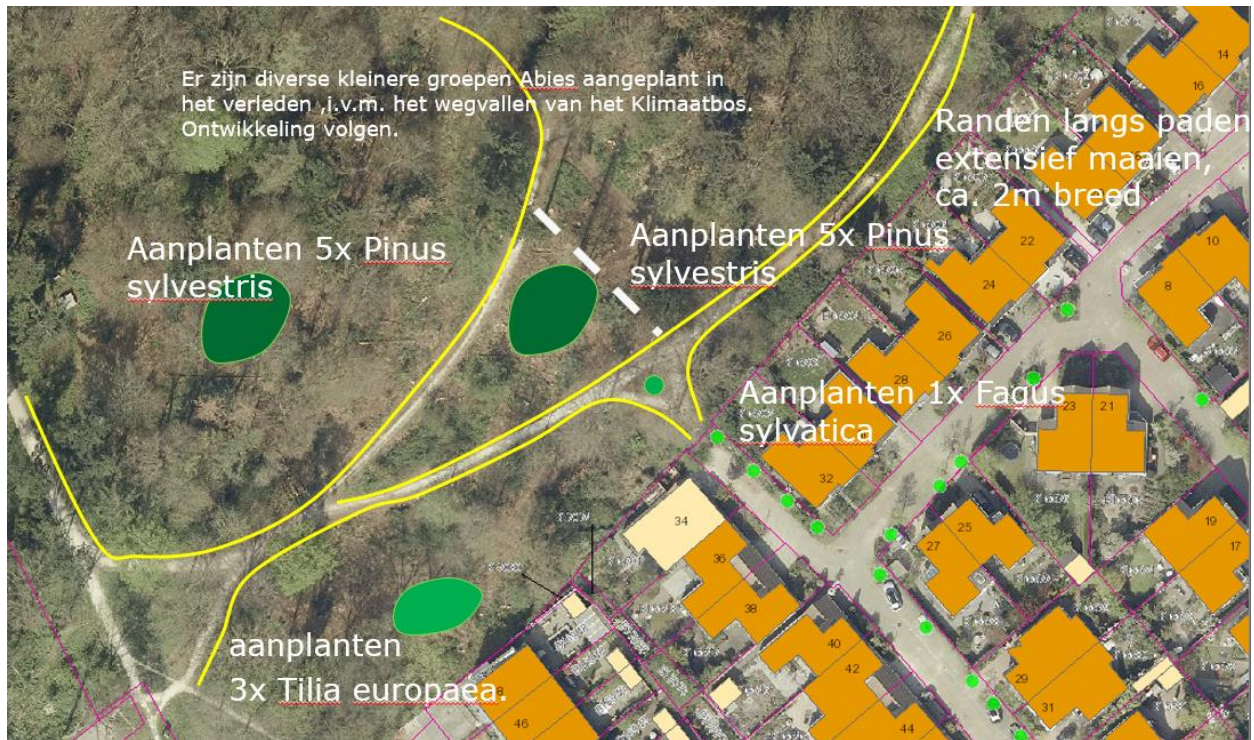 Er zijn diverse kleinere groepen Abies aangeplant in
het verleden ,i.v.m. het wegvallen van het Klimaatbos.
Ontwikkeling volgen.
Randen langs paden
extensief maaien,
ca. 2m breed
Aanplanten 5x Pinus
sylvestris
Aanplanten 5x Pinus
sylvestris
Aanplanten 1x Fagus
sylvatica
aanplanten
3x Tilia europaea.
14
16
10
8
22
24
26
28
32
23
21
34
36
38
40
42
44
46
25
27
19
17
29
31